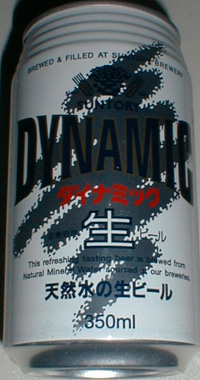 BREWED & FILLED AT SUNTORY BREWERY
SUNTORY
DYNAMIC
ダイナミック
生
ビール
This refreshing tasting beer is brewed from
Natural Mineral Water sourced at our breweries.
天然水の生ビール
350ml